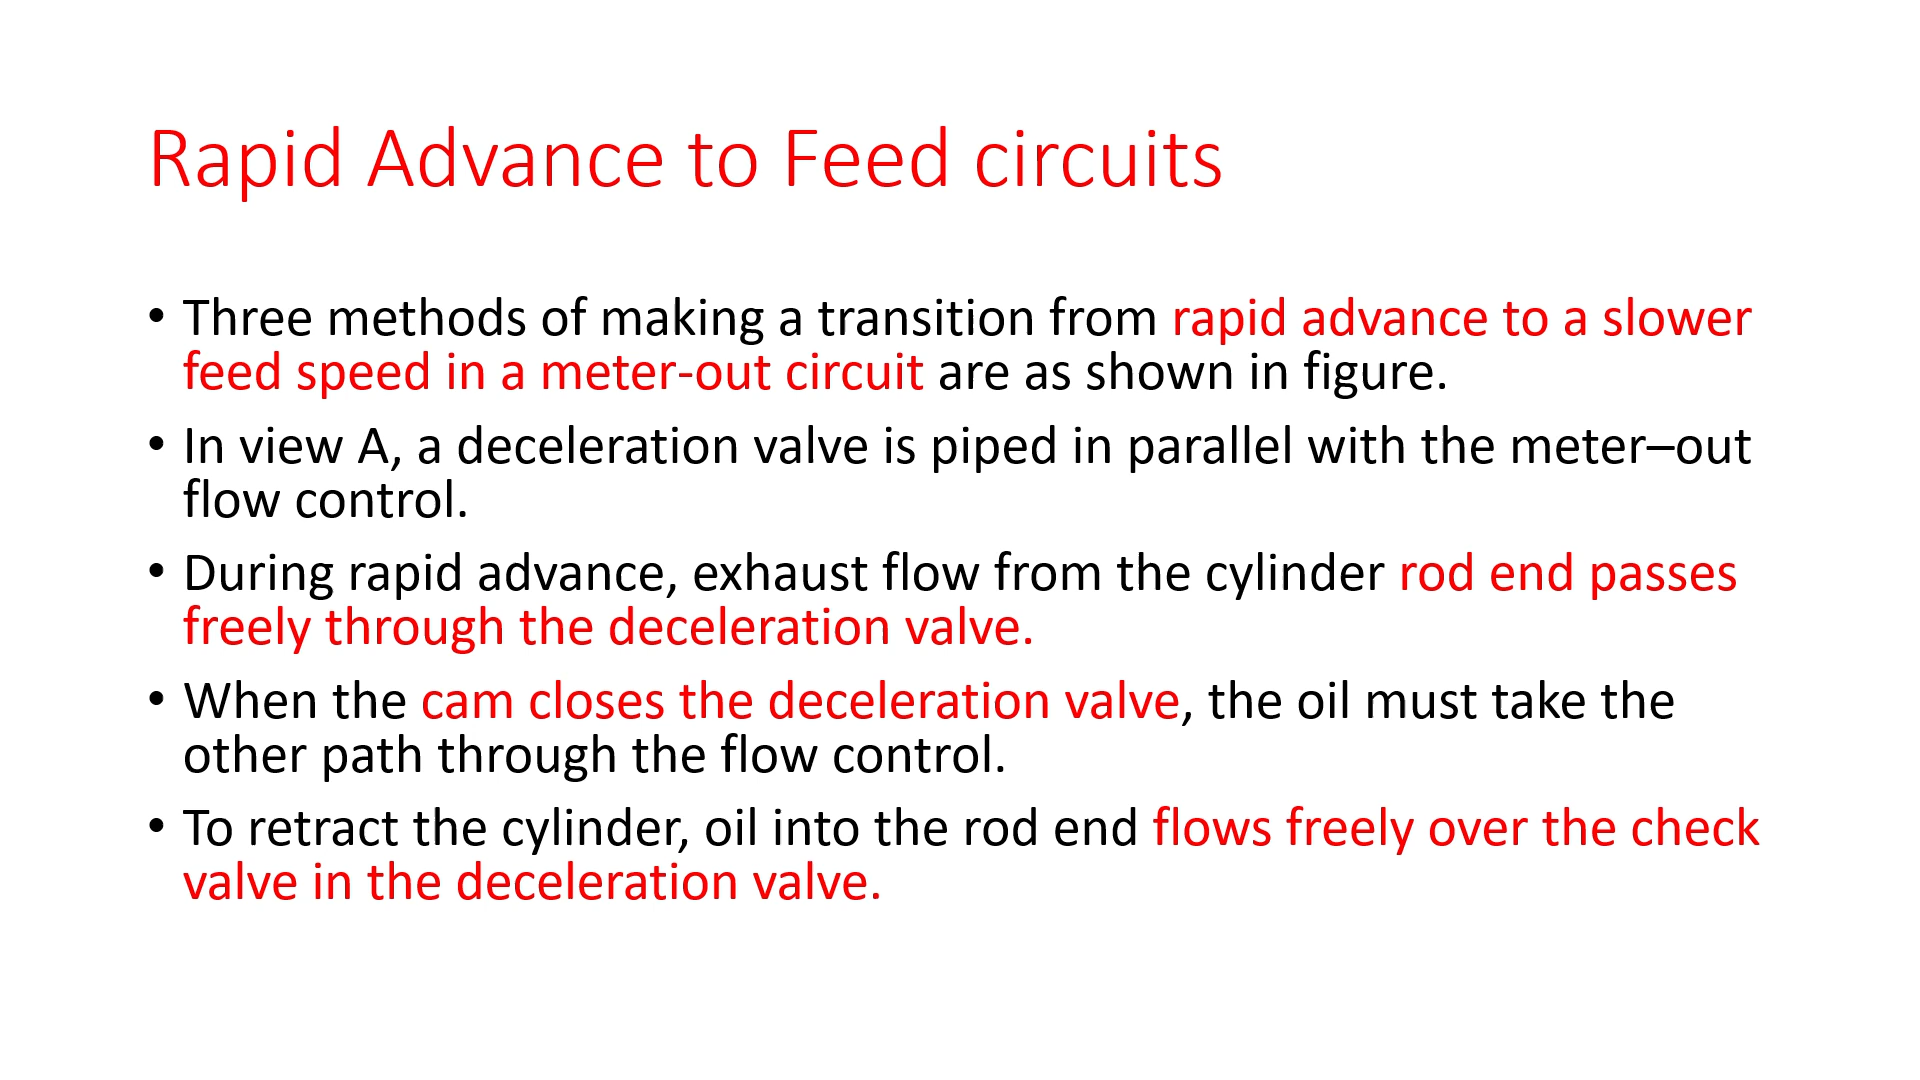 Rapid Advance to Feed circuits
• Three methods of making a transition from rapid advance to a slower
feed speed in a meter-out circuit are as shown in figure.
• In view A, a deceleration valve is piped in parallel with the meter–out
flow control.
• During rapid advance, exhaust flow from the cylinder rod end passes
freely through the deceleration valve.
• When the cam closes the deceleration valve, the oil must take the
other path through the flow control.
• To retract the cylinder, oil into the rod end flows freely over the check
valve in the deceleration valve.